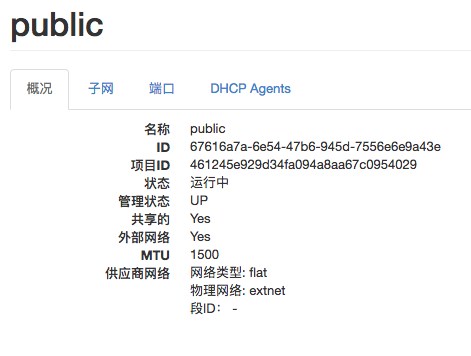 public
概况 子网 端口 DHCP Agents
名称 public
ID 67616a7a-6e54-47b6-945d-7556e6e9a43e
项目ID 461245e929d34fa094a8aa67c0954029
状态 运行中
管理状态 UP
共享的 Yes
外部网络 Yes
MTU 1500
供应商网络 网络类型: flat
物理网络: extnet
段ID： -